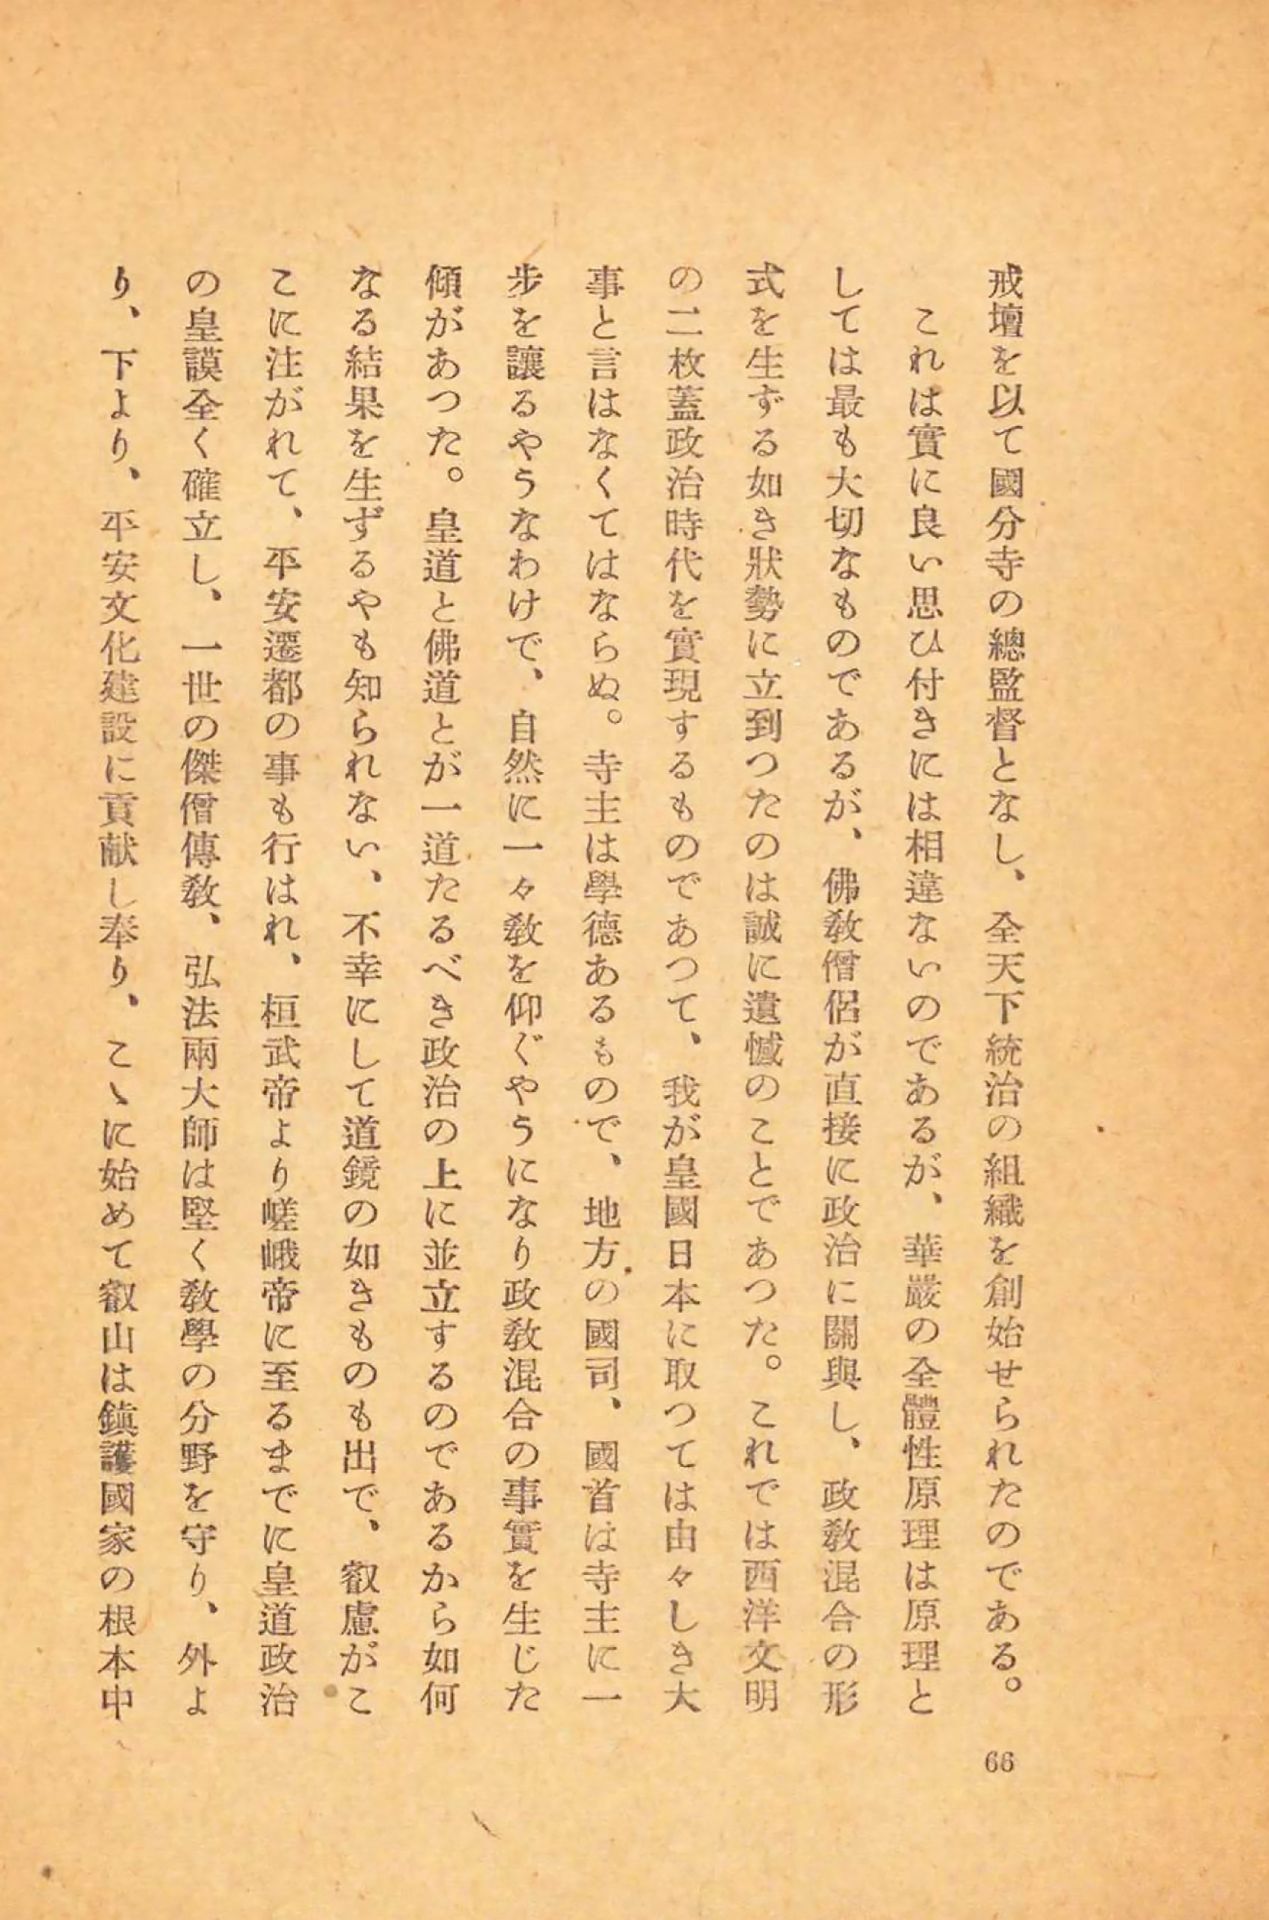 戒壇を以て國分寺の總監督となし、全天下統治の組織を創始せられたのである。
これは實に良い思ひ付きには相違ないのであるが、華嚴の全體性原理は原理と
しては最も大切なものであるが、佛敎僧侶が直接に政治に關與し、政敎混合の形
式を生ずる如き狀勢に立到つたのは誠に遺憾のことであつた。これでは西洋文明
の二枚蓋政治時代を實現するものであつて、我が皇國日本に取つては由々しき大
事と言はなくてはならぬ。寺主は學德あるもので、地方の國司、國首は寺主に一
步を讓るやうなわけで、自然に一々敎を仰ぐやうになり政敎混合の事實を生じた
傾があつた。皇道と佛道とが一道たるべき政治の上に並立するのであるから如何
なる結果を生ずるやも知られない、不幸にして道鏡の如きものも出で、叡慮がこ
こに注がれて、平安遷都の事も行はれ、桓武帝より嵯峨帝に至るまでに皇道政治
の皇謨全く確立し、一世の傑僧傳敎、弘法兩大師は堅く敎學の分野を守り、外よ
り、下より、平安文化建設に貢献し奉り、こゝに始めて叡山は鎭護國家の根本中
66